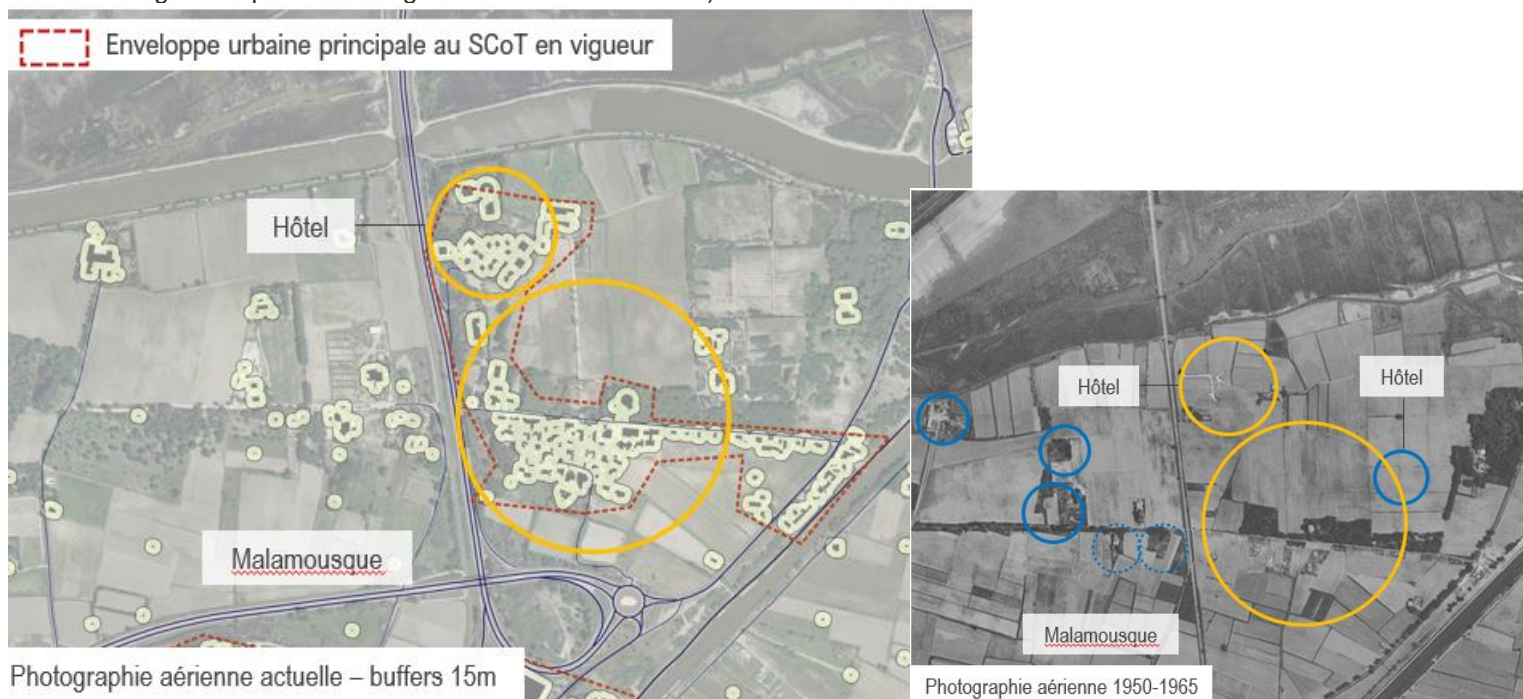 Enveloppe urbaine principale au SCoT en vigueur
Hôtel
Malamousque
Photographie aérienne actuelle – buffers 15m
Hôtel
Hôtel
Malamousque
Photographie aérienne 1950-1965